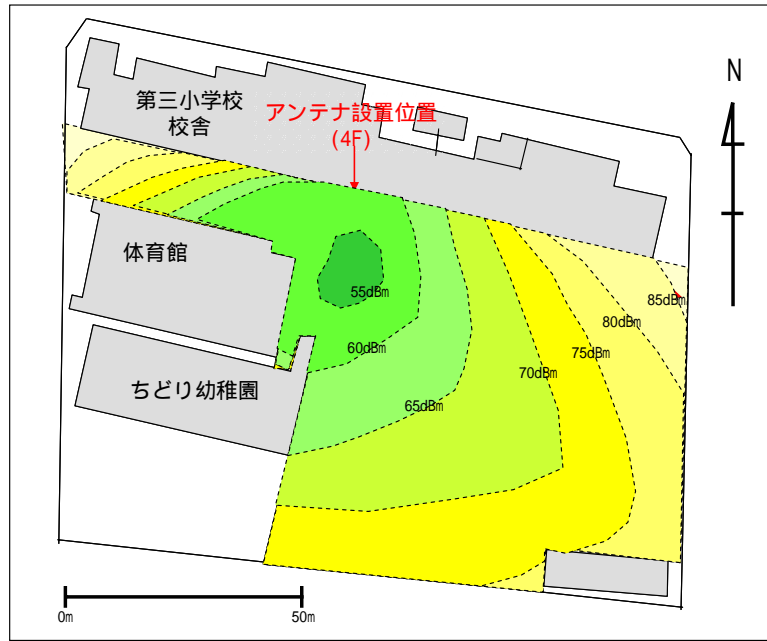 第三小学校
校舎
アンテナ設置位置
(4F)
N
体育館
55dBm
85dBm
80dBm
60dBm
75dBm
70dBm
ちどり幼稚園
65dBm
0m
50m